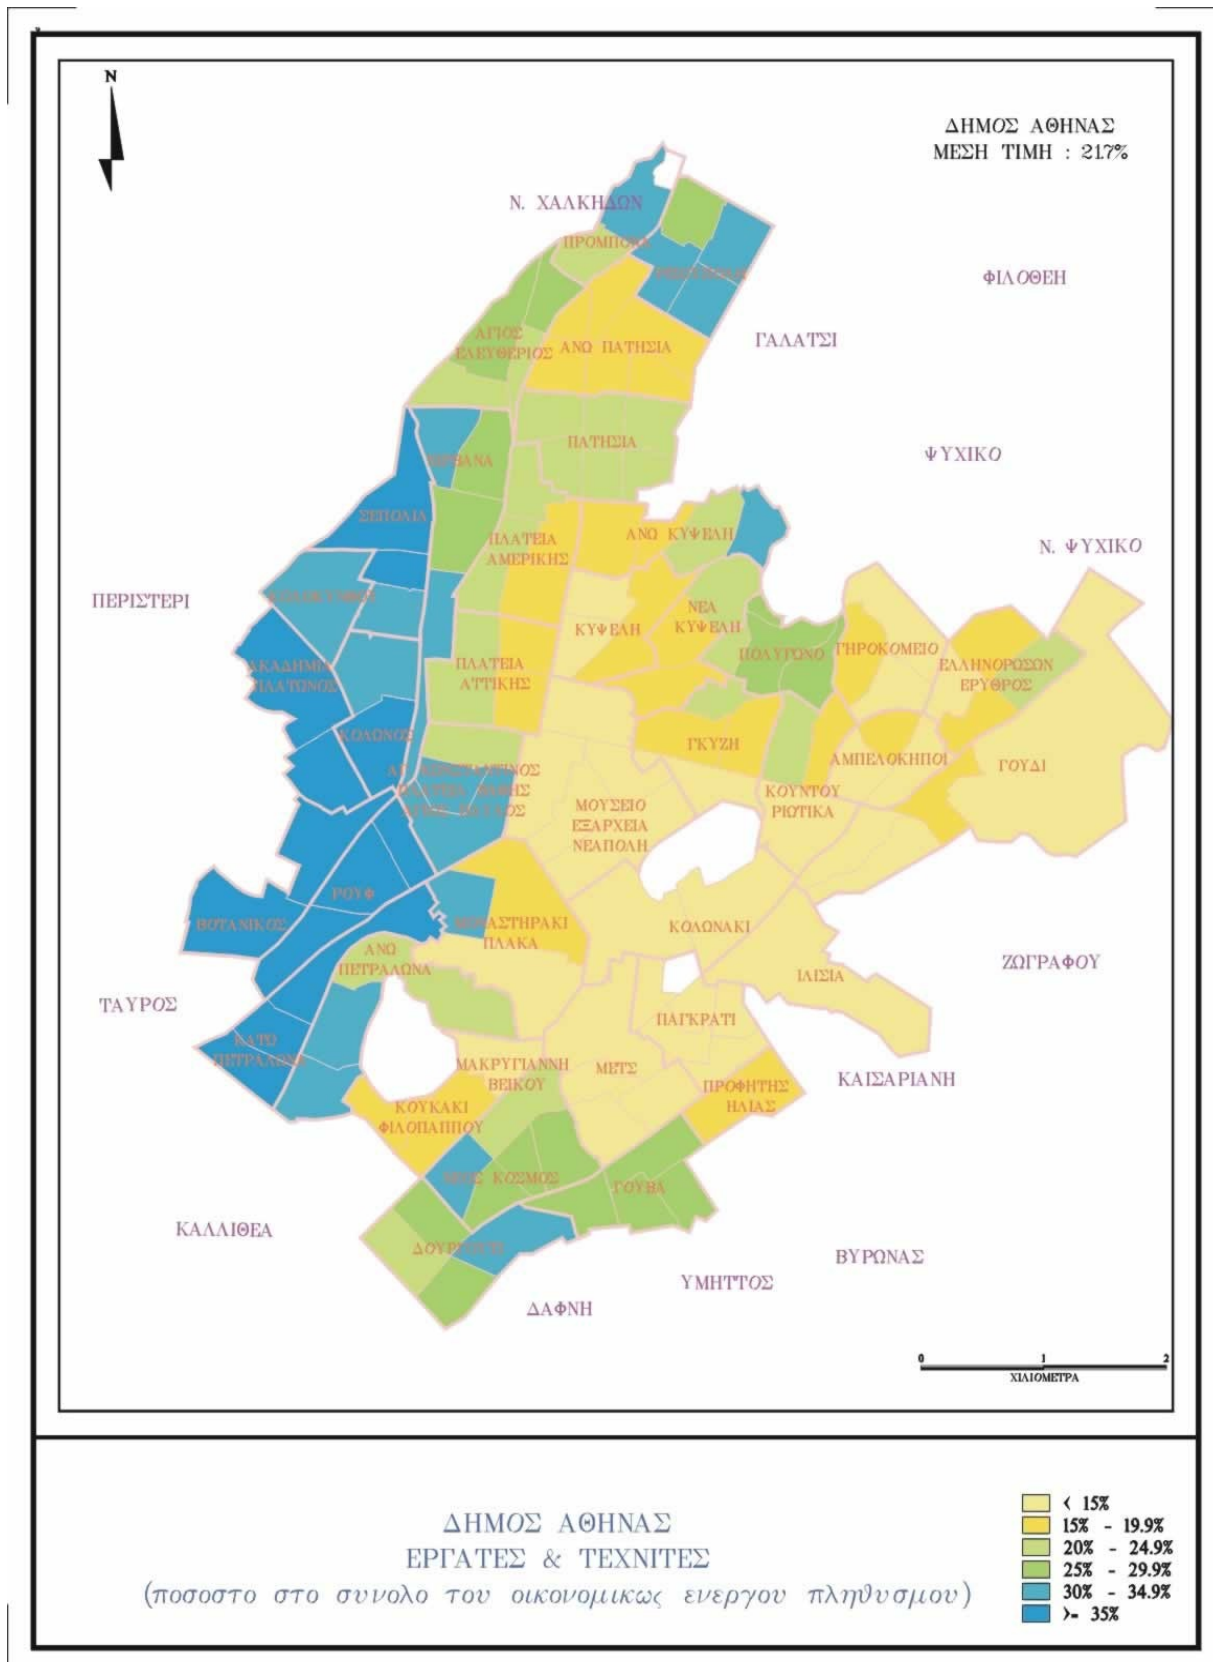 N
ΔΗΜΟΣ ΑΘΗΝΑΣ
ΜΕΣΗ ΤΙΜΗ : 21.7%
Ν. ΧΑΛΚΗΔΩΝ
ΦΙΛΟΘΕΗ
ΑΓΙΟΣ
ΕΛΕΥΘΕΡΙΟΣ
ΑΝΩ ΠΑΤΗΣΙΑ
ΓΑΛΑΤΣΙ
ΠΑΤΗΣΙΑ
ΨΥΧΙΚΟ
ΣΕΠΟΛΙΑ
ΠΛΑΤΕΙΑ
ΑΜΕΡΙΚΗΣ
ΑΝΩ ΚΥΨΕΛΗ
Ν. ΨΥΧΙΚΟ
ΠΕΡΙΣΤΕΡΙ
ΚΥΨΕΛΗ
ΝΕΑ
ΚΥΨΕΛΗ
ΠΟΛΥΓΩΝΟ
ΓΗΡΟΚΟΜΕΙΟ
ΕΛΛΗΝΟΡΩΣΩΝ
ΕΡΥΘΡΟΣ
ΑΚΑΔΗΜΙΑ
ΠΛΑΤΩΝΟΣ
ΠΛΑΤΕΙΑ
ΑΤΤΙΚΗΣ
ΚΟΛΩΝΟΣ
ΓΚΥΖΗ
ΑΜΠΕΛΟΚΗΠΟΙ
ΓΟΥΔΙ
ΚΟΥΝΤΟΥ
ΡΙΩΤΙΚΑ
ΜΟΥΣΕΙΟ
ΕΞΑΡΧΕΙΑ
ΝΕΑΠΟΛΗ
ΡΟΥΦ
ΒΟΤΑΝΙΚΟΣ
ΜΟΝΑΣΤΗΡΑΚΙ
ΠΛΑΚΑ
ΚΟΛΩΝΑΚΙ
ΑΝΩ
ΠΕΤΡΑΛΩΝΑ
ΖΩΓΡΑΦΟΥ
ΙΛΙΣΙΑ
ΤΑΥΡΟΣ
ΠΑΓΚΡΑΤΙ
ΚΑΤΩ
ΠΕΤΡΑΛΩΝΑ
ΜΑΚΡΥΓΙΑΝΝΗ
ΒΕΙΚΟΥ
ΜΕΤΣ
ΚΑΙΣΑΡΙΑΝΗ
ΠΡΟΦΗΤΗΣ
ΗΛΙΑΣ
ΚΟΥΚΑΚΙ
ΦΙΛΟΠΑΠΠΟΥ
ΝΕΟΣ ΚΟΣΜΟΣ
ΓΟΥΒΑ
ΚΑΛΛΙΘΕΑ
ΒΥΡΩΝΑΣ
ΥΜΗΤΤΟΣ
ΔΑΦΝΗ
0 1 2
ΧΙΛΙΟΜΕΤΡΑ
ΔΗΜΟΣ ΑΘΗΝΑΣ
ΕΡΓΑΤΕΣ & ΤΕΧΝΙΤΕΣ
(ποσοστο στο συνολο του οικονομικως ενεργου πληθυσμου)
< 15%
15% - 19.9%
20% - 24.9%
25% - 29.9%
30% - 34.9%
>= 35%